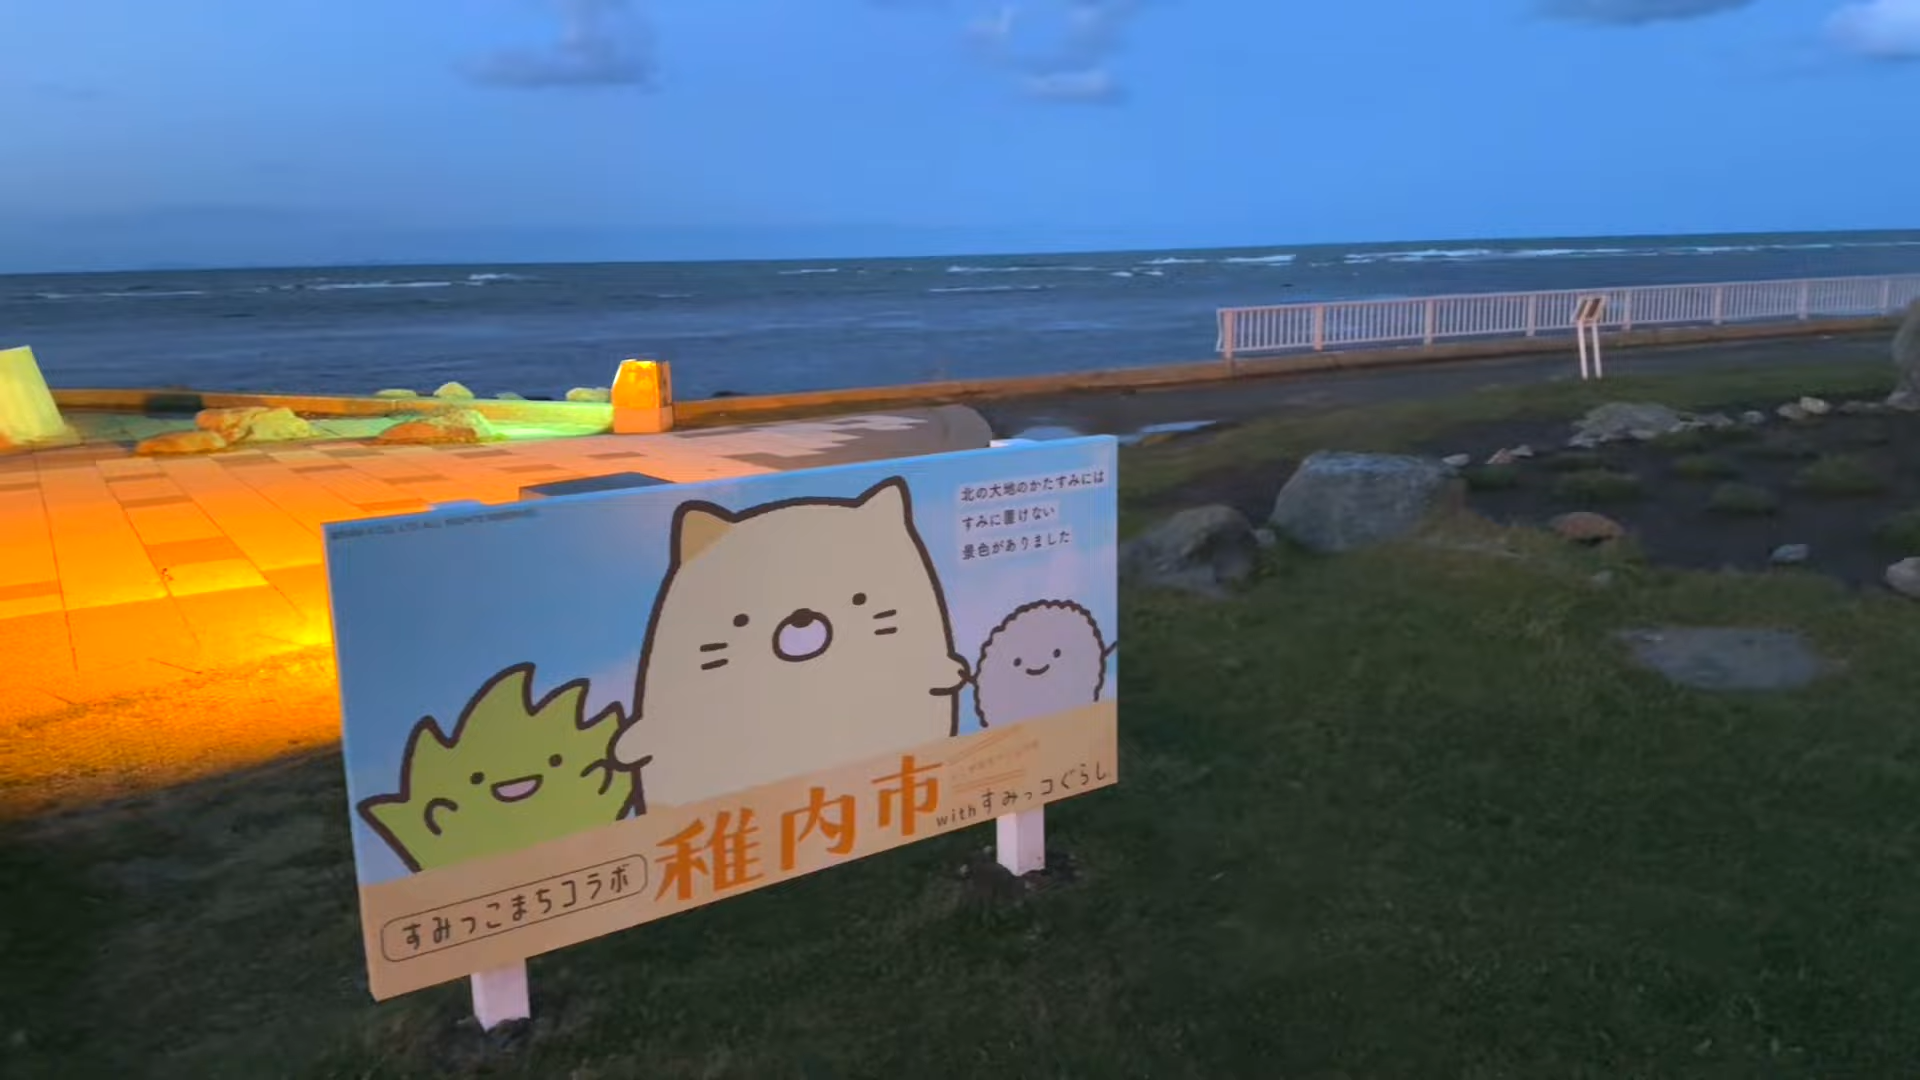 北の大地のかたすみには
すみに置けない
景色がありました
稚内市
withすみっコぐらし
すみっこまちコラボ